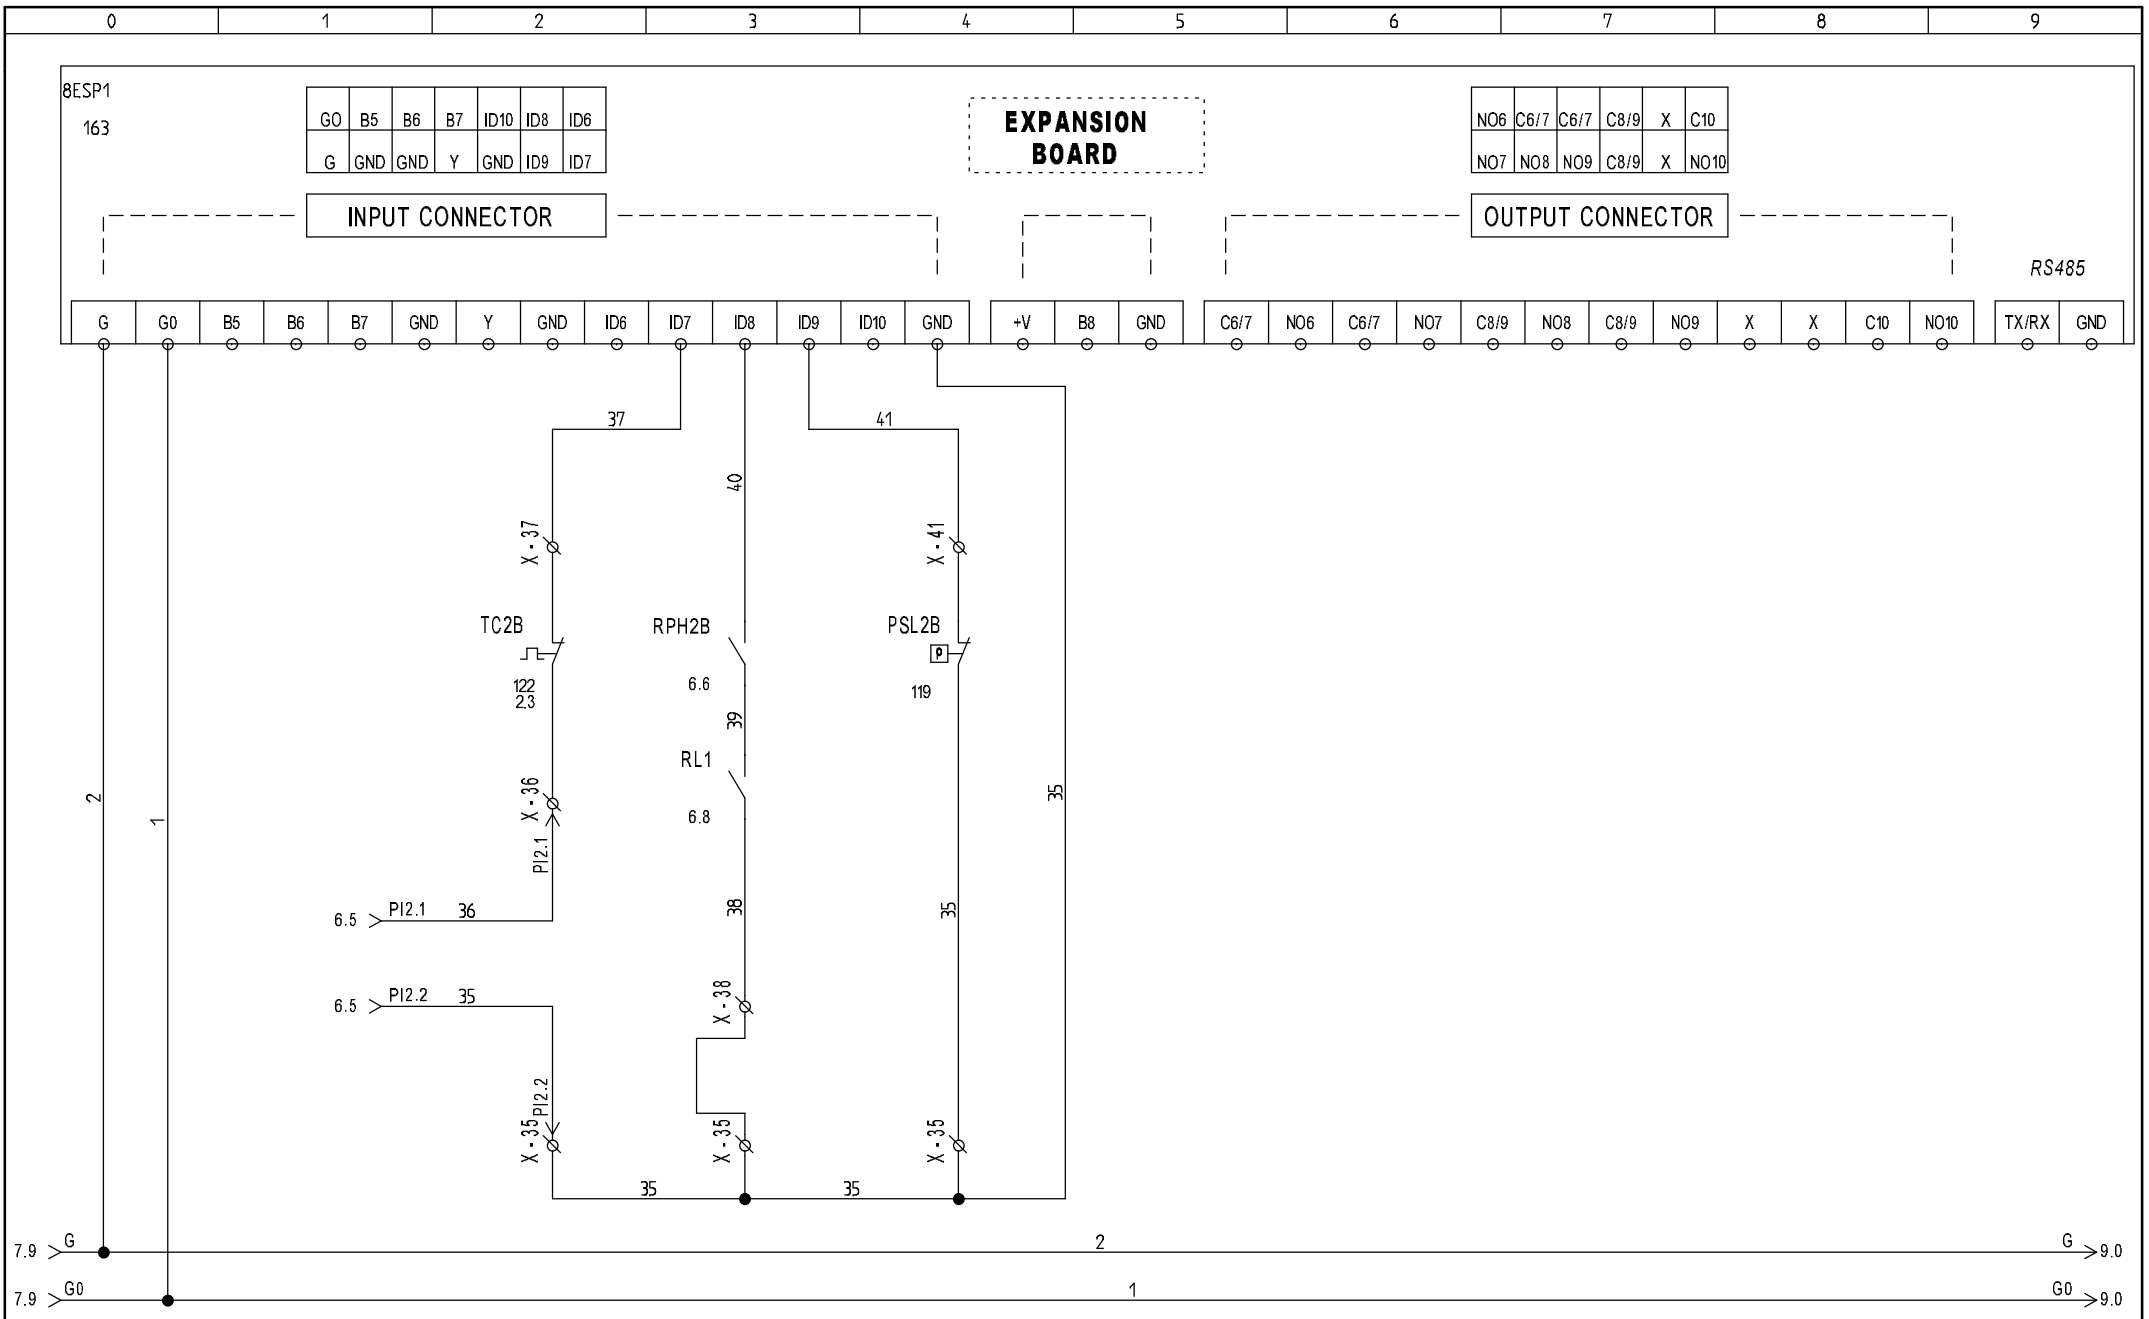 0 1 2 3 4 5 6 7 8 9
8ESP1
163
G0 B5 B6 B7 ID10 ID8 ID6
G GND GND Y GND ID9 ID7
EXPANSION
BOARD
NO6 C6/7 C6/7 C8/9 X C10
NO7 NO8 NO9 C8/9 X NO10
INPUT CONNECTOR
OUTPUT CONNECTOR
RS485
G G0 B5 B6 B7 GND Y GND ID6 ID7 ID8 ID9 ID10 GND +V B8 GND C6/7 NO6 C6/7 NO7 C8/9 NO8 C8/9 NO9 X X C10 NO10 TX/RX GND
37
41
40
X - 37
X - 41
TC2B
RPH2B
PSL2B
P
122
2.3
6.6
119
39
RL1
6.8
2
1
35
X - 36
PI2.1
6.5
PI2.1
36
38
35
6.5
PI2.2
35
X - 38
PI2.2
X - 35
X - 35
X - 35
35
35
7.9
G
2
G
9.0
7.9
G0
1
G0
9.0